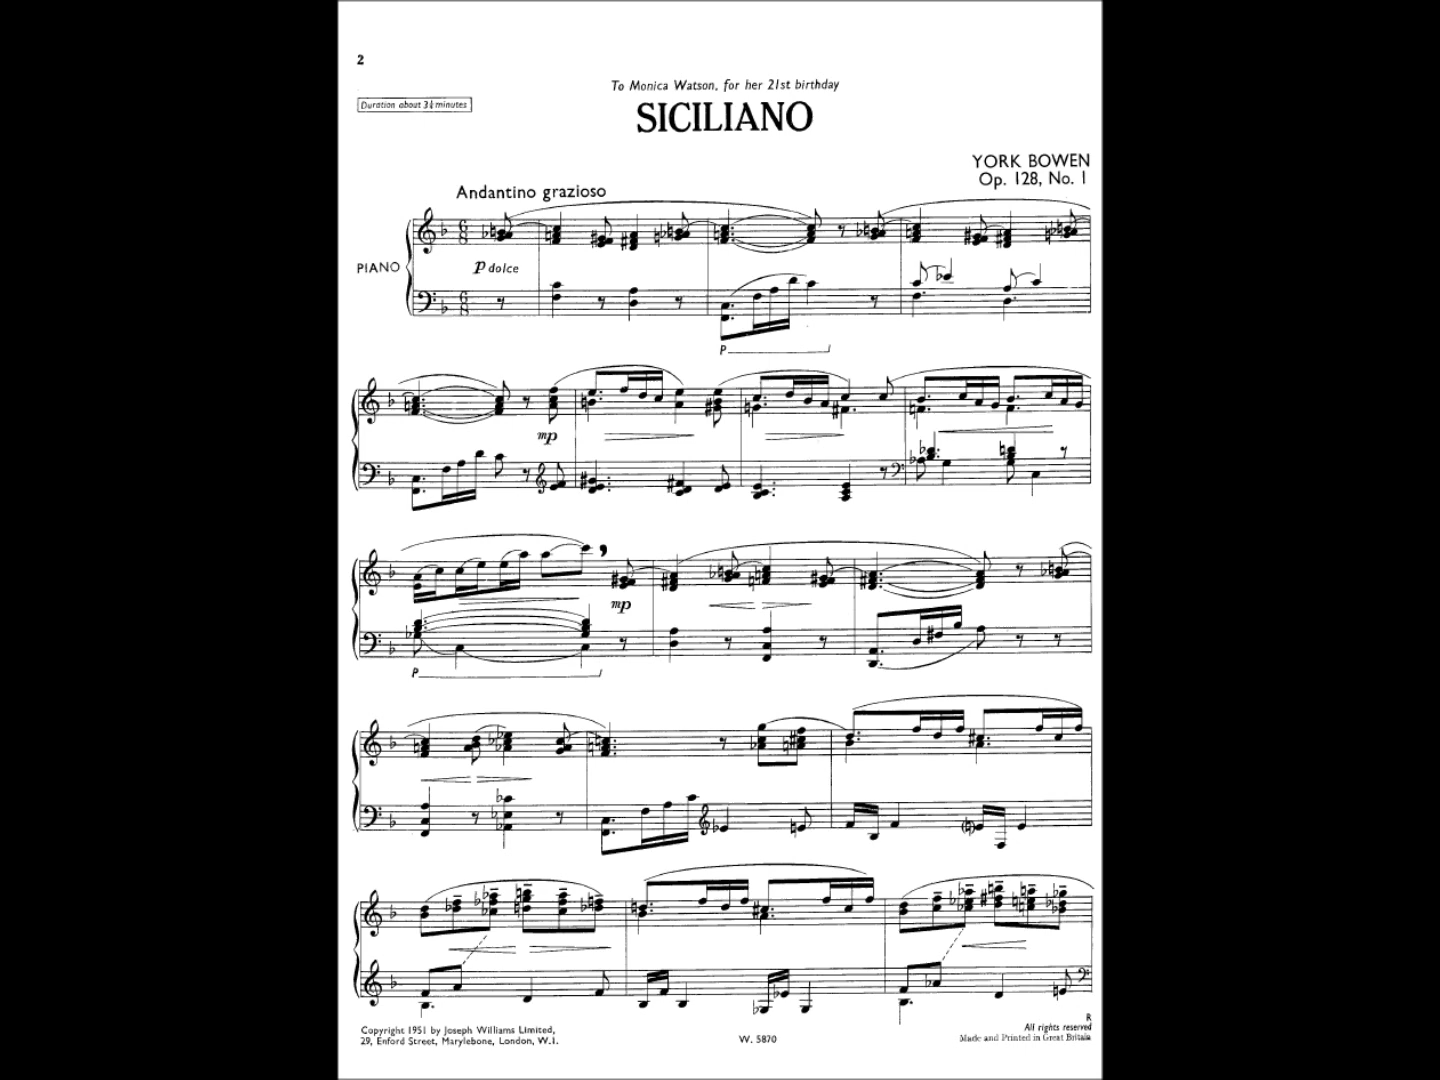 2
To Monica Watson, for her 21st birthday
Duration about 3¼ minutes
SICILIANO
YORK BOWEN
Op. 128, No. 1
Andantino grazioso
PIANO
p dolce
P
mp
mp
P
R
Copyright 1951 by Joseph Williams Limited,
All rights reserved
29, Enford Street, Marylebone, London, W.1.
W. 5870
Made and Printed in Great Britain